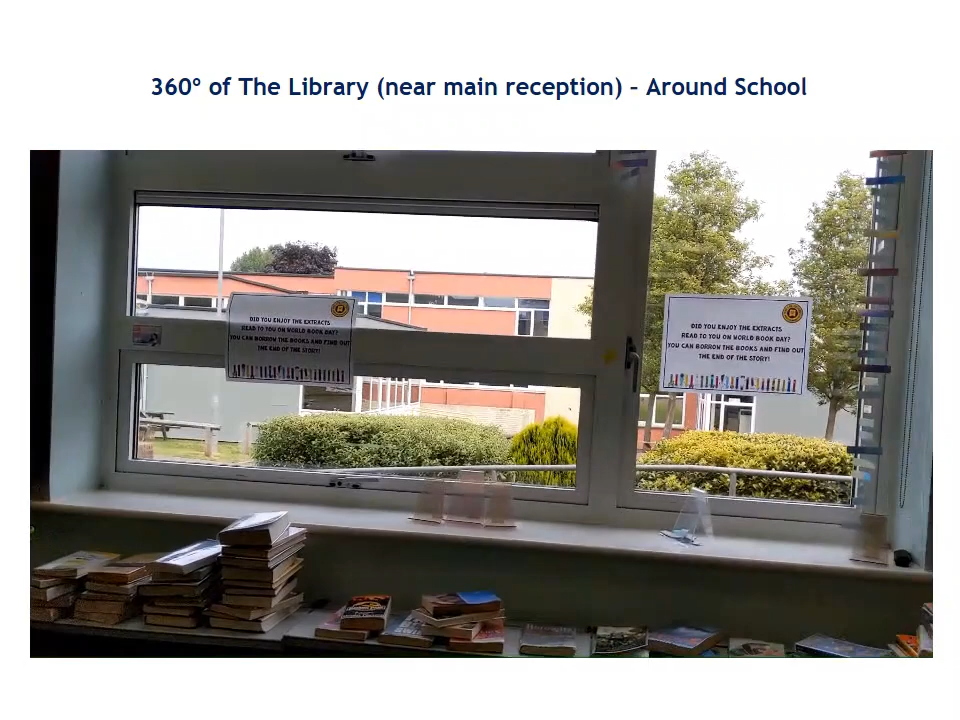 360° of The Library (near main reception) – Around School
DID YOU ENJOY THE EXTRACTS
READ TO YOU ON WORLD BOOK DAY?
YOU CAN BORROW THE BOOKS AND FIND OUT
THE END OF THE STORY!
DID YOU ENJOY THE EXTRACTS
READ TO YOU ON WORLD BOOK DAY?
YOU CAN BORROW THE BOOKS AND FIND OUT
THE END OF THE STORY!